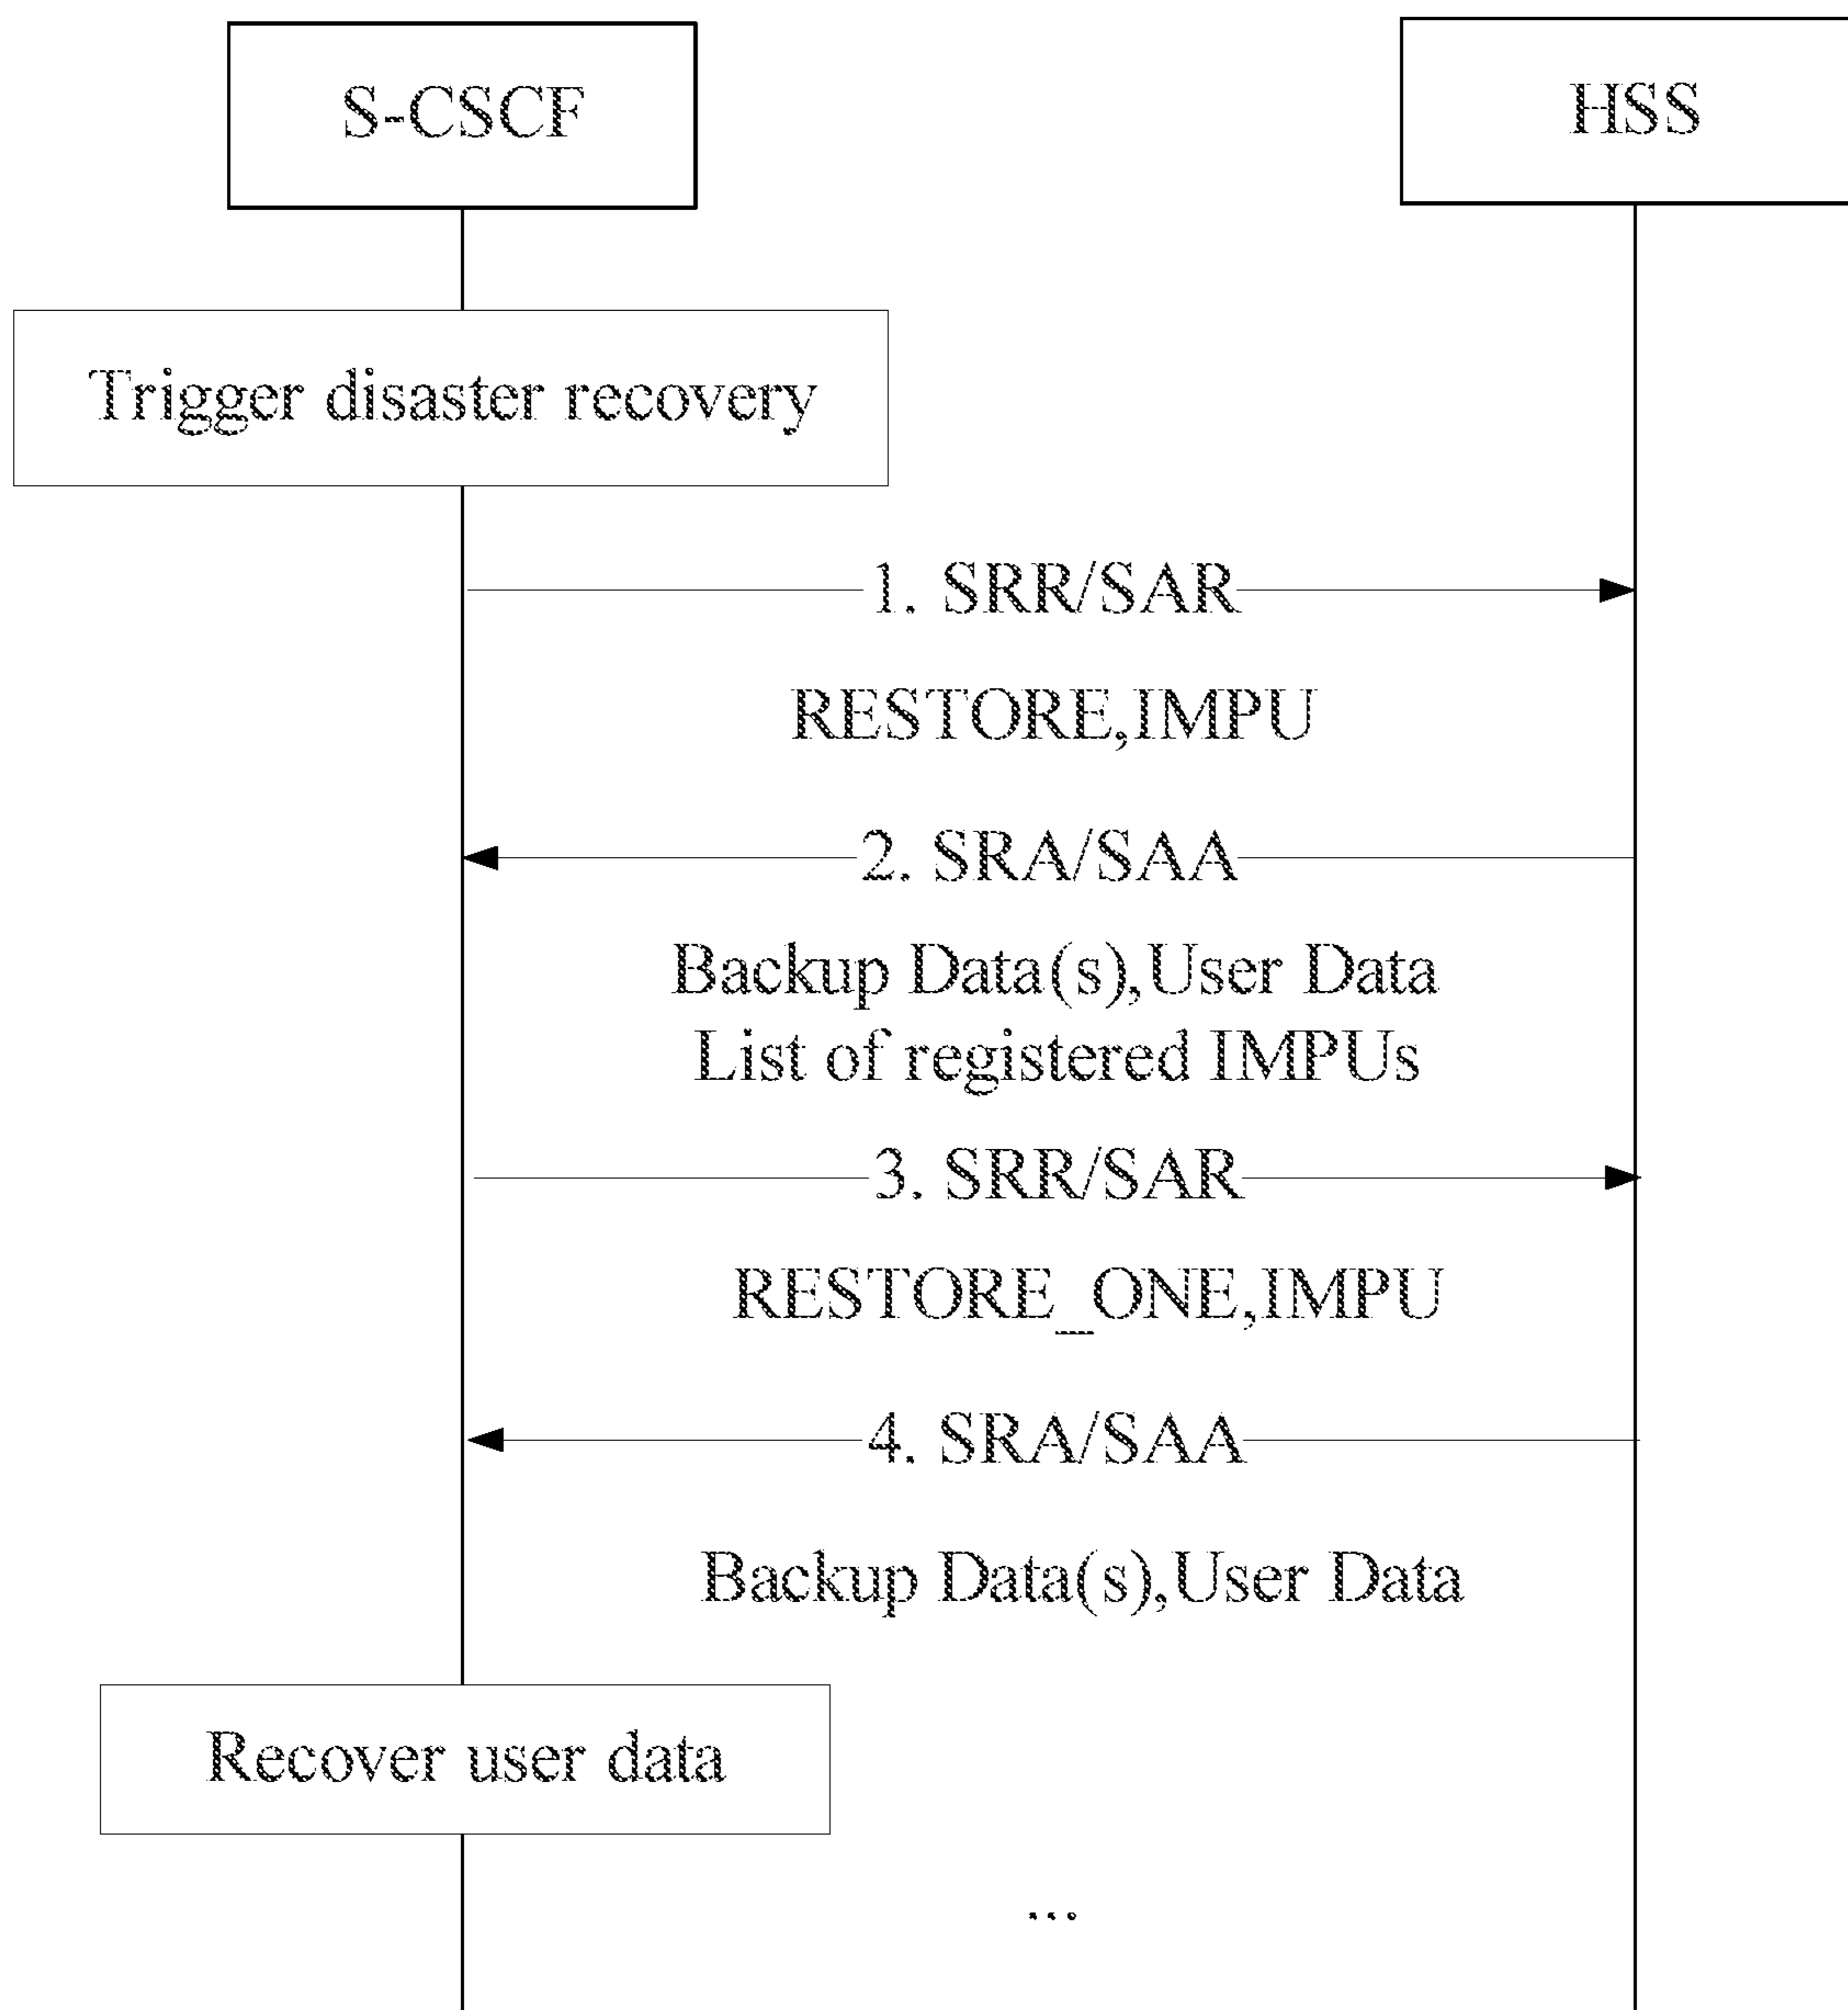 S-CSCF
HSS
Trigger disaster recovery
1. SRR/SAR
RESTORE,IMPU
2. SRA/SAA
Backup Data(s),User Data
List of registered IMPUs
3. SRR/SAR
RESTORE_ONE,IMPU
4. SRA/SAA
Backup Data(s),User Data
Recover user data
...